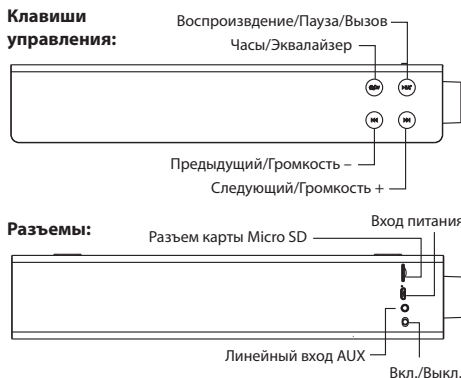 Клавиши
управления:
Воспроизвдение/Пауза/Вызов
Часы/Эквалайзер
Предыдущий/Громкость –
Следующий/Громкость +
Разъемы:
Вход питания
Разъем карты Micro SD
Линейный вход AUX
Вкл./Выкл.